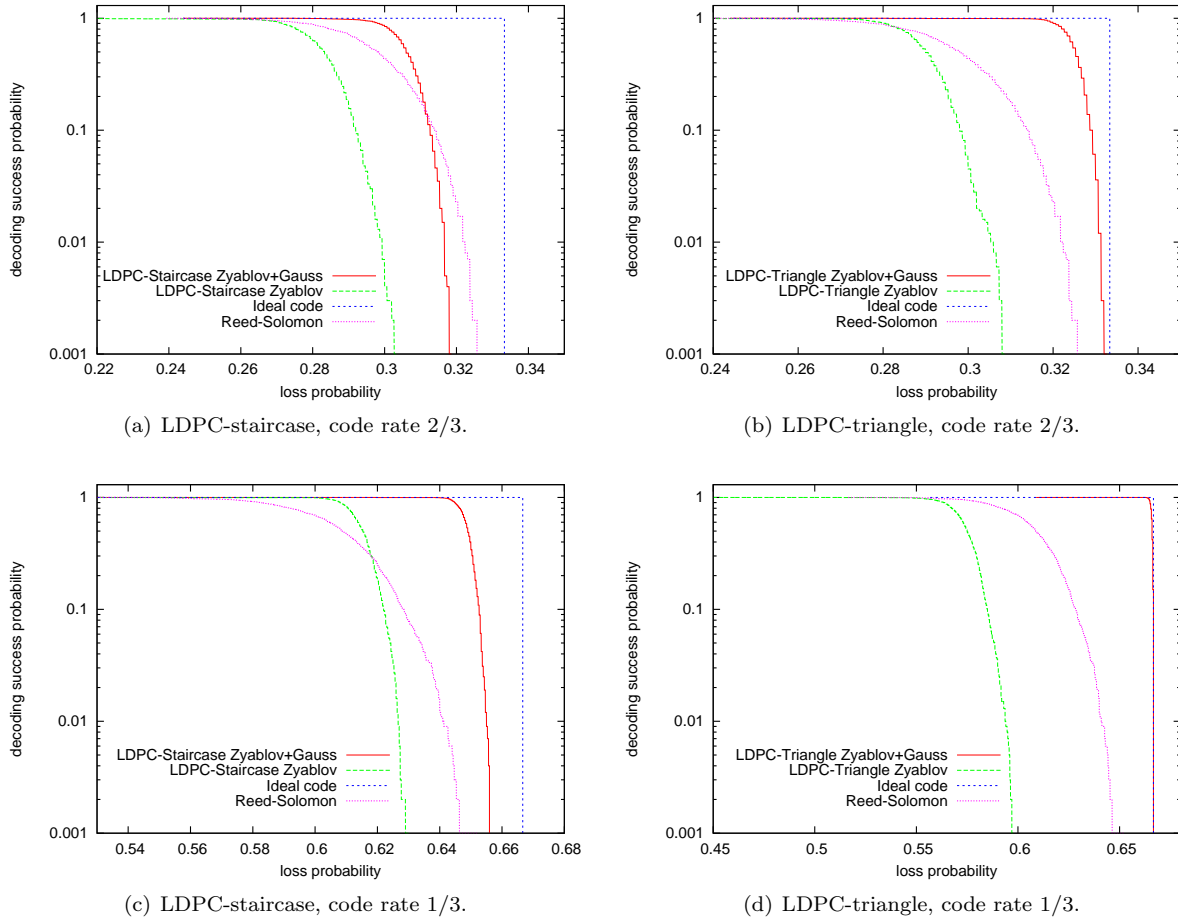 decoding success probability
1
0.1
0.01
0.001
LDPC-Staircase Zyablov+Gauss
LDPC-Staircase Zyablov
Ideal code
Reed-Solomon
0.22 0.24 0.26 0.28 0.3 0.32 0.34
loss probability
(a) LDPC-staircase, code rate 2/3.
decoding success probability
1
0.1
0.01
0.001
LDPC-Triangle Zyablov+Gauss
LDPC-Triangle Zyablov
Ideal code
Reed-Solomon
0.24 0.26 0.28 0.3 0.32 0.34
loss probability
(b) LDPC-triangle, code rate 2/3.
decoding success probability
1
0.1
0.01
0.001
LDPC-Staircase Zyablov+Gauss
LDPC-Staircase Zyablov
Ideal code
Reed-Solomon
0.54 0.56 0.58 0.6 0.62 0.64 0.66 0.68
loss probability
(c) LDPC-staircase, code rate 1/3.
decoding success probability
1
0.1
0.01
0.001
LDPC-Triangle Zyablov+Gauss
LDPC-Triangle Zyablov
Ideal code
Reed-Solomon
0.45 0.5 0.55 0.6 0.65
loss probability
(d) LDPC-triangle, code rate 1/3.